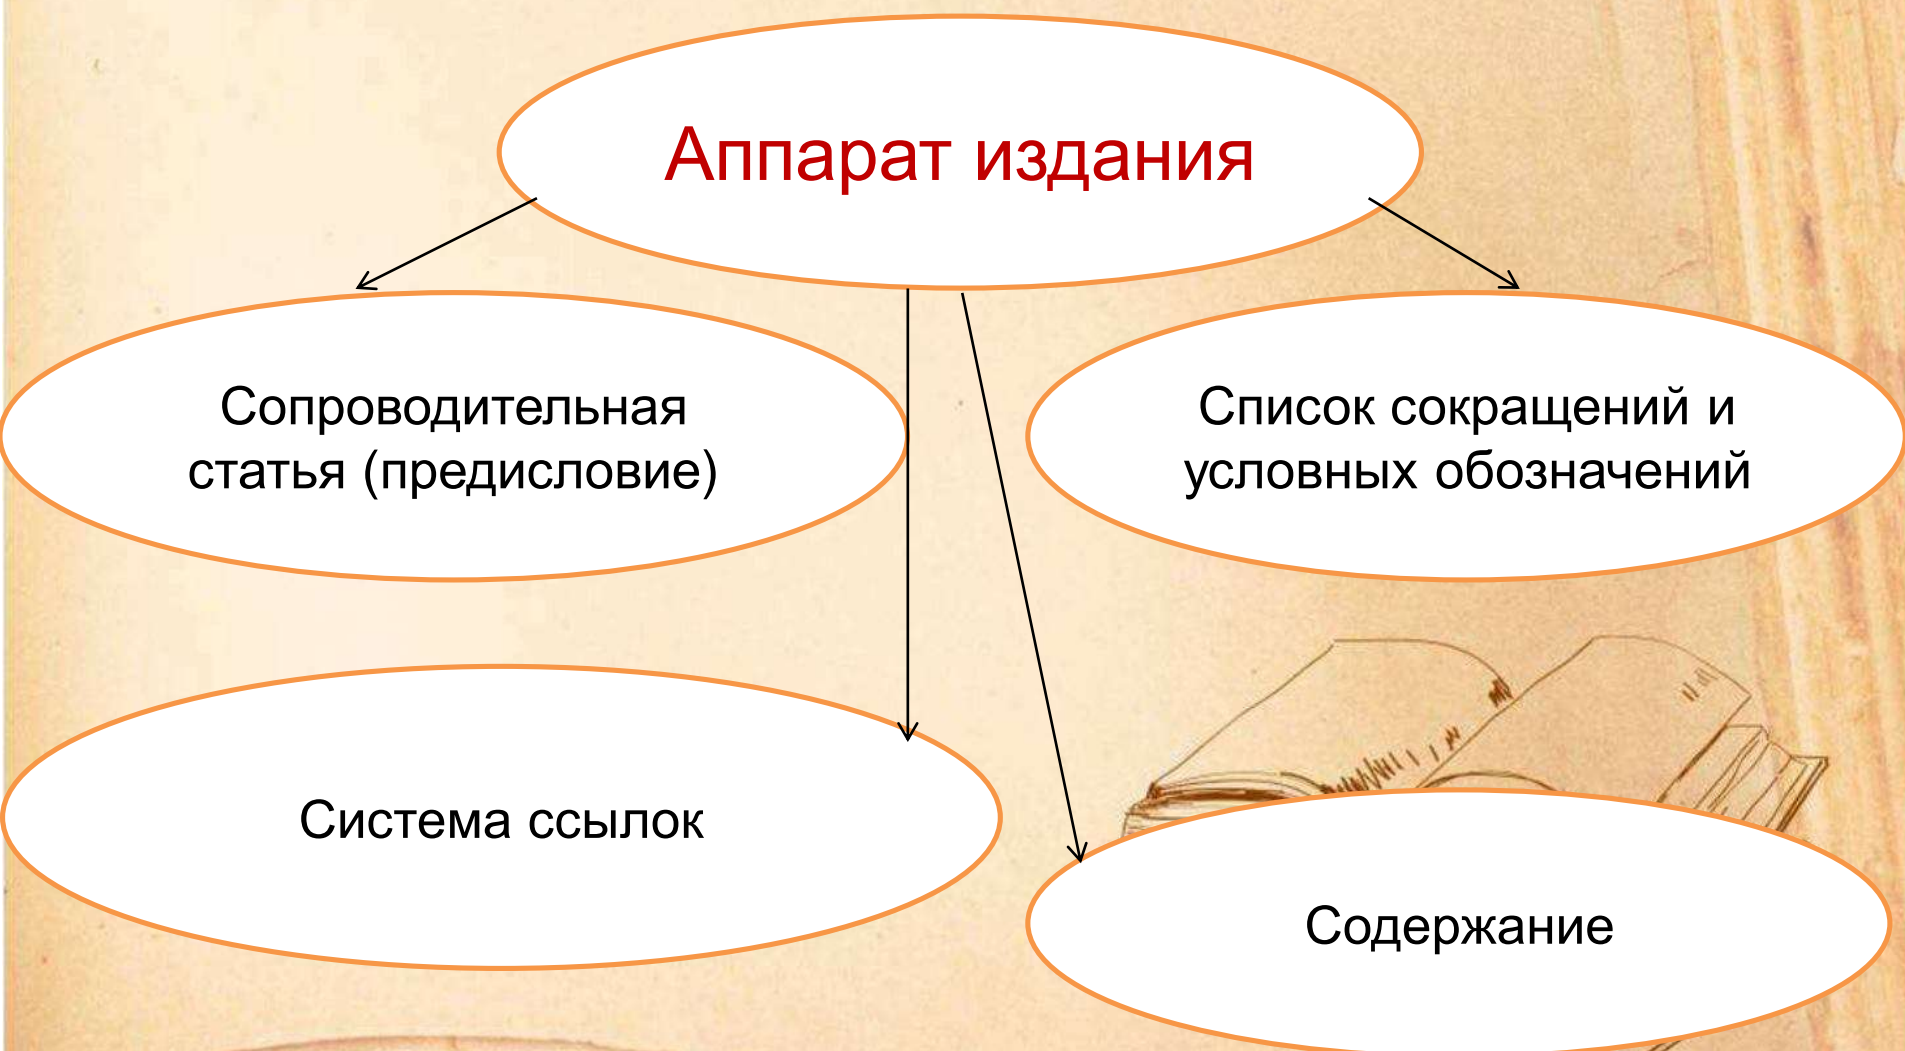 Аппарат издания
Сопроводительная
статья (предисловие)
Список сокращений и
условных обозначений
Система ссылок
Содержание